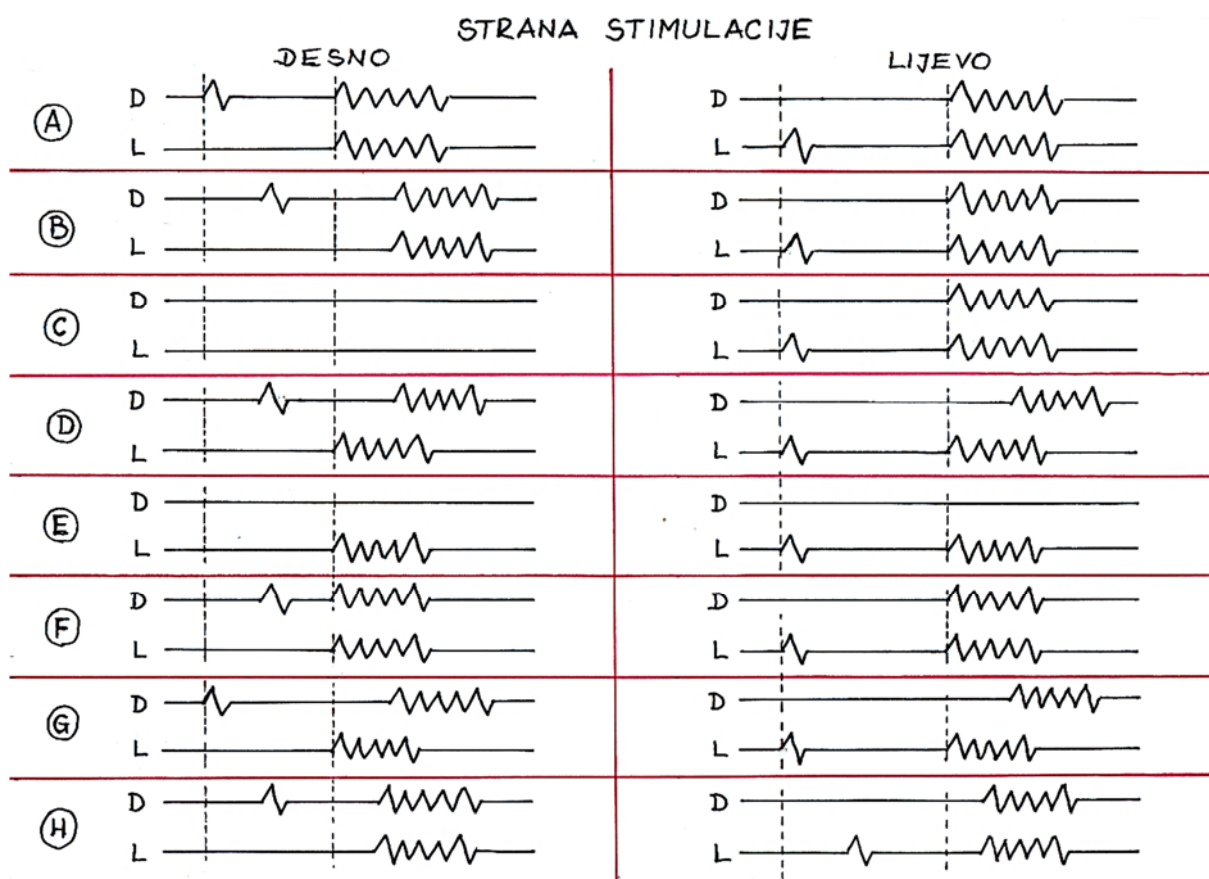 STRANA STIMULACIJE
DESNO LIJEVO
A D D
L L
B D D
L L
C D D
L L
D D D
L L
E D D
L L
F D D
L L
G D D
L L
H D D
L L